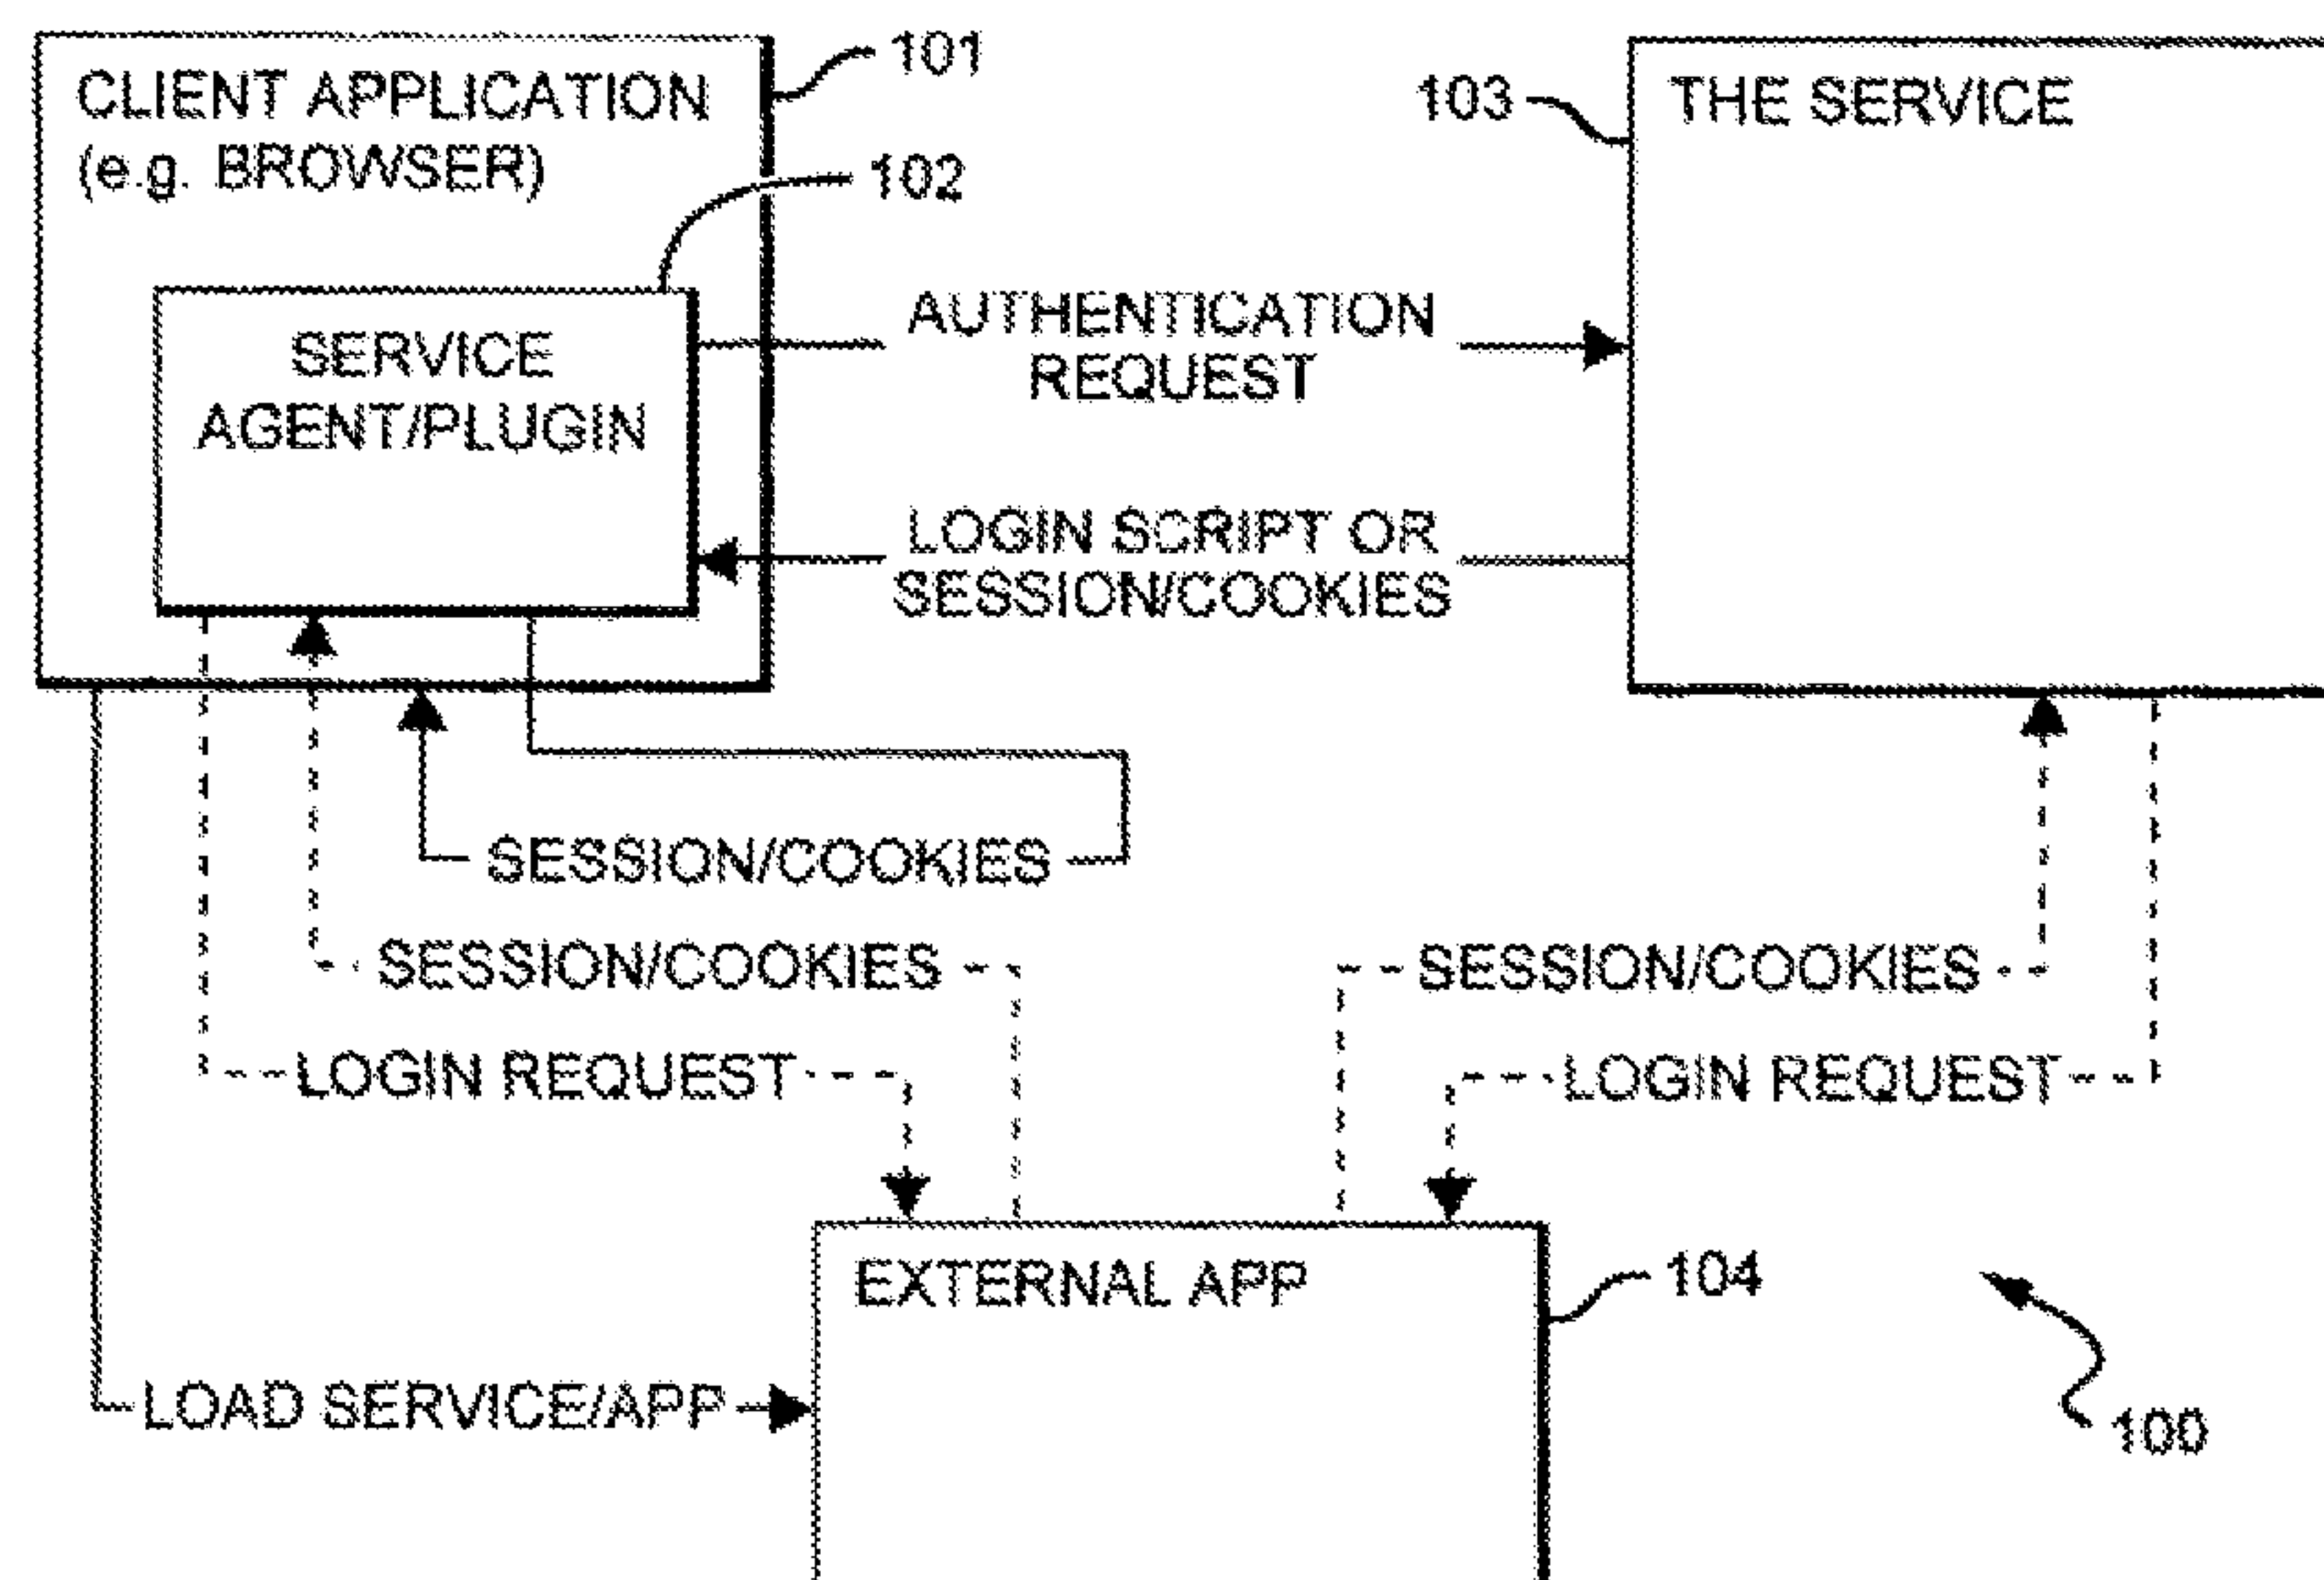 CLIENT APPLICATION
(e.g. BROWSER)
101
102
103
THE SERVICE
SERVICE
AGENT/PLUGIN
AUTHENTICATION
REQUEST
LOGIN SCRIPT OR
SESSION/COOKIES
SESSION/COOKIES
SESSION/COOKIES
SESSION/COOKIES
LOGIN REQUEST
LOGIN REQUEST
EXTERNAL APP
104
LOAD SERVICE/APP
100